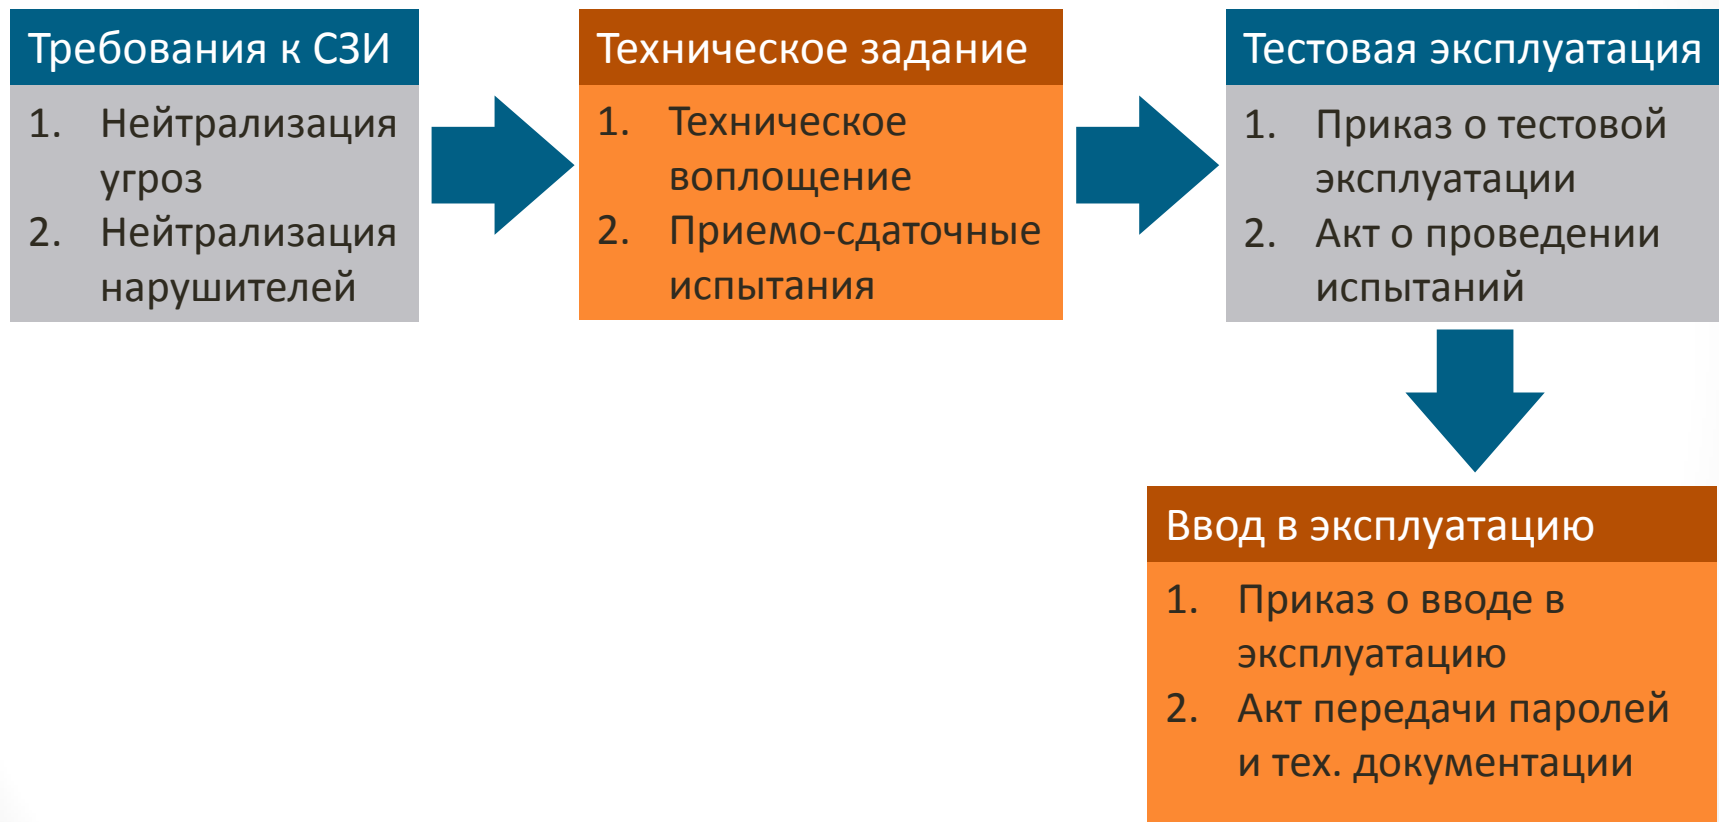 Требования к СЗИ
1. Нейтрализация
угроз
2. Нейтрализация
нарушителей
Техническое задание
1. Техническое
воплощение
2. Приемо-сдаточные
испытания
Тестовая эксплуатация
1. Приказ о тестовой
эксплуатации
2. Акт о проведении
испытаний
Ввод в эксплуатацию
1. Приказ о вводе в
эксплуатацию
2. Акт передачи паролей
и тех. документации